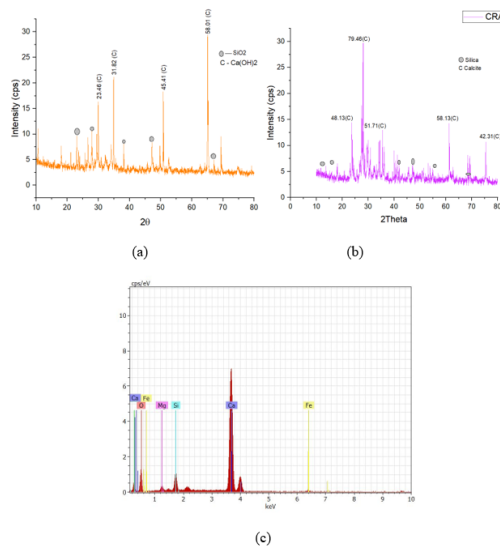 (a)
58.01 (C)
31.82 (C)
23.46 (C)
45.41 (C)
--- SiO2
C - Ca(OH)2
Intensity (cps)
30
25
20
15
10
5
0
10 20 30 40 50 60 70 80
2θ
(a)
(b)
CRA
79.46(C)
48.13(C)
51.71(C)
58.13(C)
42.31(C)
Silica
C Calcite
Intensity (cps)
30
25
20
15
10
5
0
0 10 20 30 40 50 60 70 80
2Theta
(b)
cps/eV
10
8
6
4
2
0
Ca O Fe Mg Si Ca Fe
1 2 3 4 5 6 7 8 9 10
keV
(c)